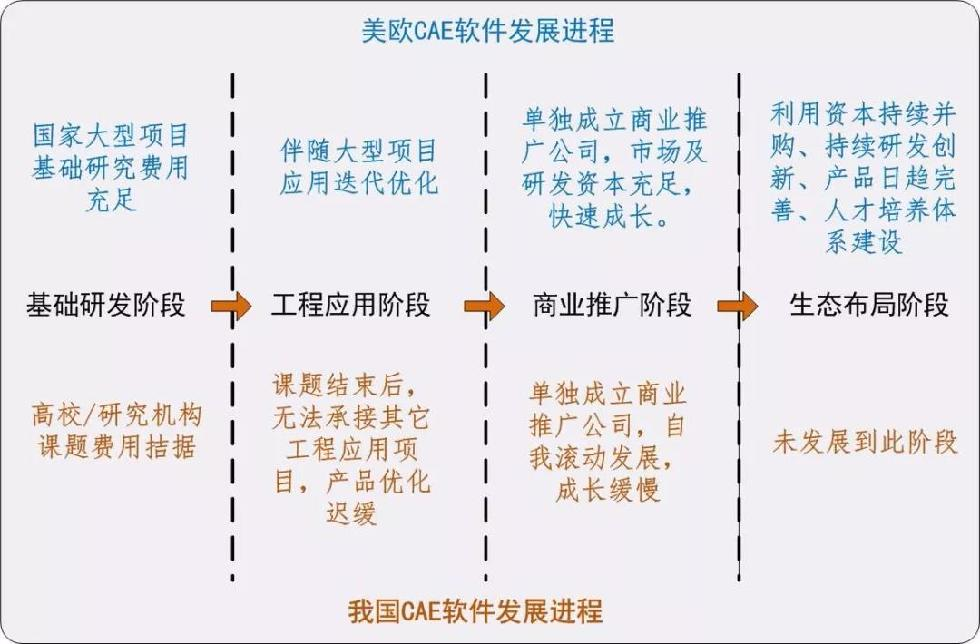 美欧CAE软件发展进程
国家大型项目
基础研究费用
充足
伴随大型项目
应用迭代优化
单独成立商业推
广公司，市场及
研发资本充足，
快速成长。
利用资本持续并
购、持续研发创
新、产品日趋完
善、人才培养体
系建设
基础研发阶段
工程应用阶段
商业推广阶段
生态布局阶段
高校/研究机构
课题费用拮据
课题结束后，
无法承接其它
工程应用项
目，产品优化
迟缓
单独成立商业
推广公司，自
我滚动发展，
成长缓慢
未发展到此阶段
我国CAE软件发展进程